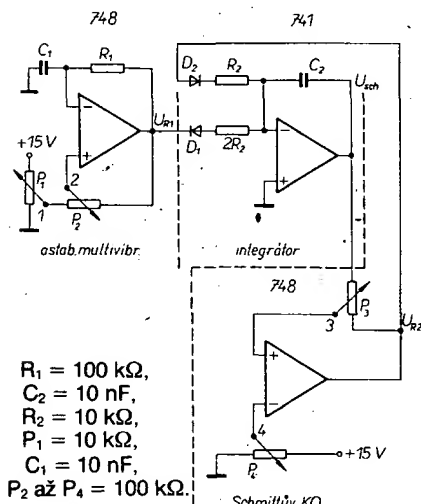 748
741
C1
R1
D2
R2
C2
Usch
UR1
D1
2R2
+15 V
P1
1
2
P2
astab. multivibr.
integrátor
748
3
P3
UR2
4
P4
+15 V
Schmittův KO
R1 = 100 kΩ,
C2 = 10 nF,
R2 = 10 kΩ,
P1 = 10 kΩ,
C1 = 10 nF,
P2 až P4 = 100 kΩ.